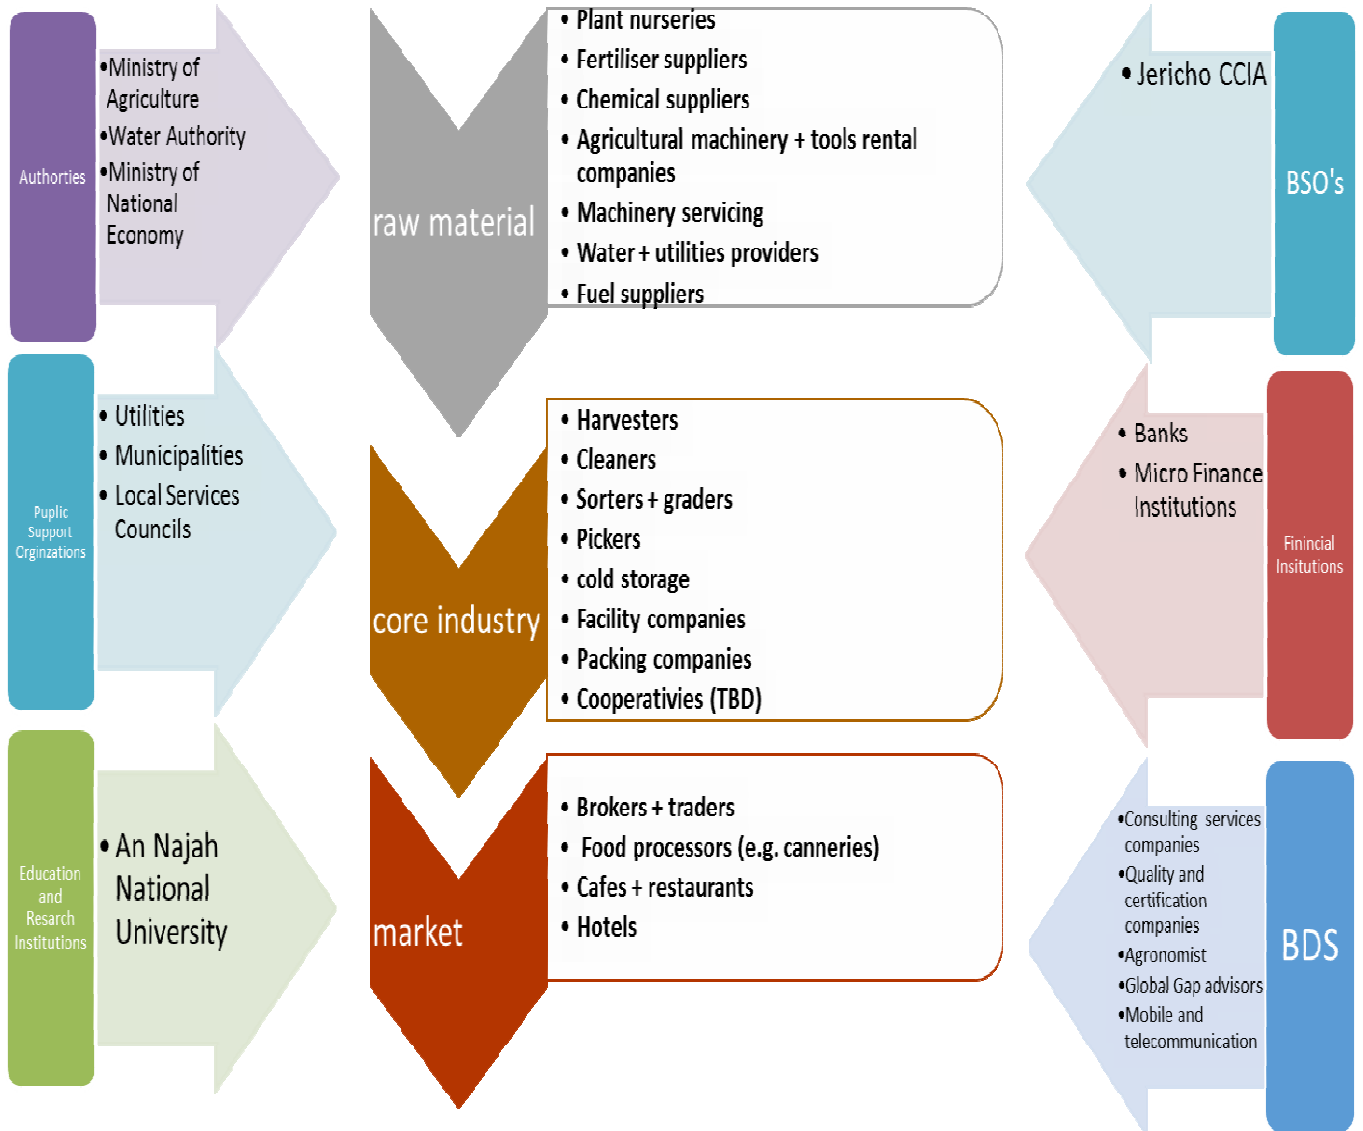 Authorties
•Ministry of
Agriculture
•Water Authority
•Ministry of
National
Economy
raw material
• Plant nurseries
• Fertiliser suppliers
• Chemical suppliers
• Agricultural machinery + tools rental
companies
• Machinery servicing
• Water + utilities providers
• Fuel suppliers
• Jericho CCIA
BSO's
Puplic
Support
Orginzations
• Utilities
• Municipalities
• Local Services
Councils
core industry
• Harvesters
• Cleaners
• Sorters + graders
• Pickers
• cold storage
• Facility companies
• Packing companies
• Cooperativies (TBD)
• Banks
• Micro Finance
Institutions
Finincial
Insitutions
Education
and
Resarch
Institutions
• An Najah
National
University
market
• Brokers + traders
• Food processors (e.g. canneries)
• Cafes + restaurants
• Hotels
•Consulting services
companies
•Quality and
certification
companies
•Agronomist
•Global Gap advisors
•Mobile and
telecommunication
BDS